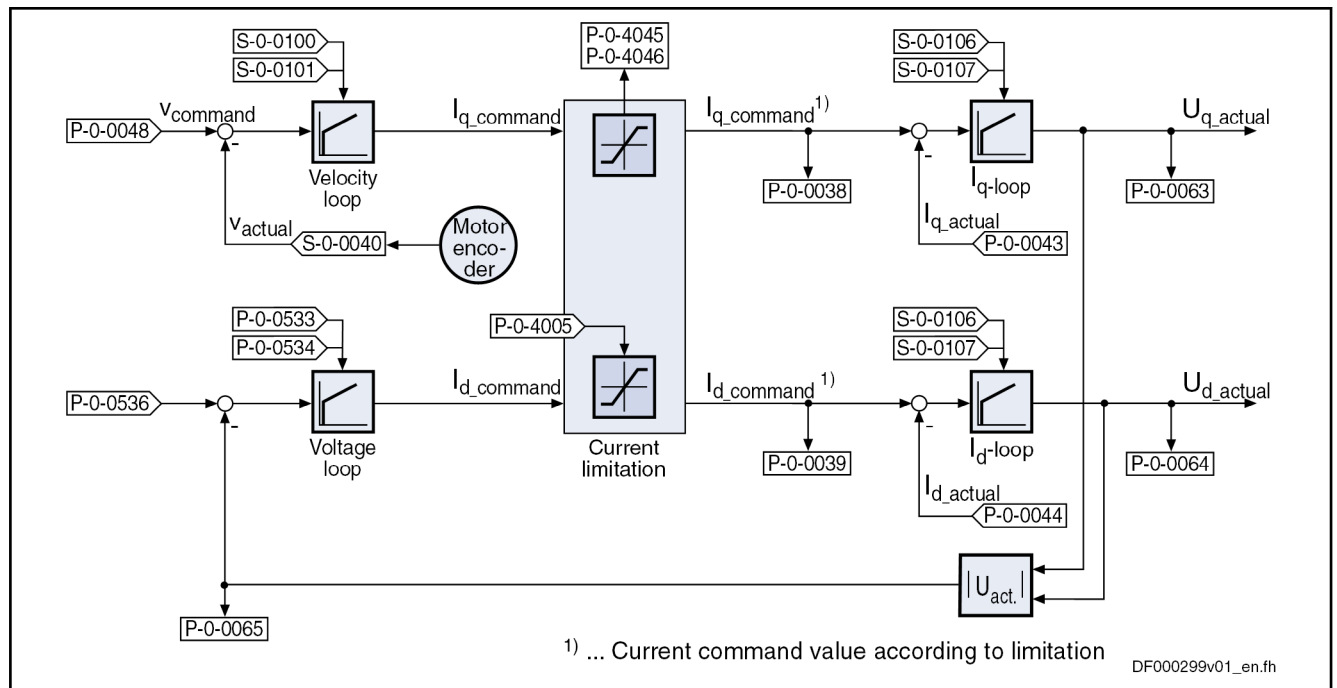 S-0-0100
S-0-0101
P-0-4045
P-0-4046
S-0-0106
S-0-0107
P-0-0048
vcommand
-
Velocity
loop
Iq_command
Iq_command1)
P-0-0038
-
Iq-loop
Uq_actual
P-0-0063
vactual
S-0-0040
Motor
enco-
der
Iq_actual
P-0-0043
P-0-0533
P-0-0534
P-0-4005
S-0-0106
S-0-0107
P-0-0536
-
Voltage
loop
Id_command
Current
limitation
Id_command1)
P-0-0039
-
Id-loop
Ud_actual
P-0-0064
Id_actual
P-0-0044
|Uact.|
P-0-0065
1) ... Current command value according to limitation
DF000299v01_en.fh